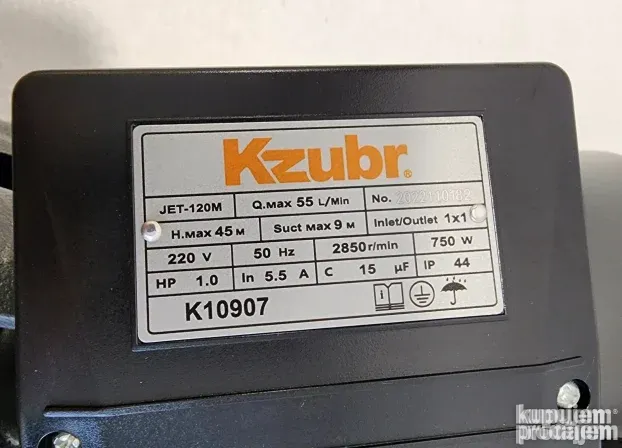 Kzubr®
JET-120M Q.MAX 55 L/Min No.
H.MAX 45 M Suct MAX 9 M Inlet/Outlet 1x1
220 V 50 Hz 2850r/min 750 W
HP 1.0 In 5.5 A C 15 µF IP 44
K10907
kupujem
prodajem